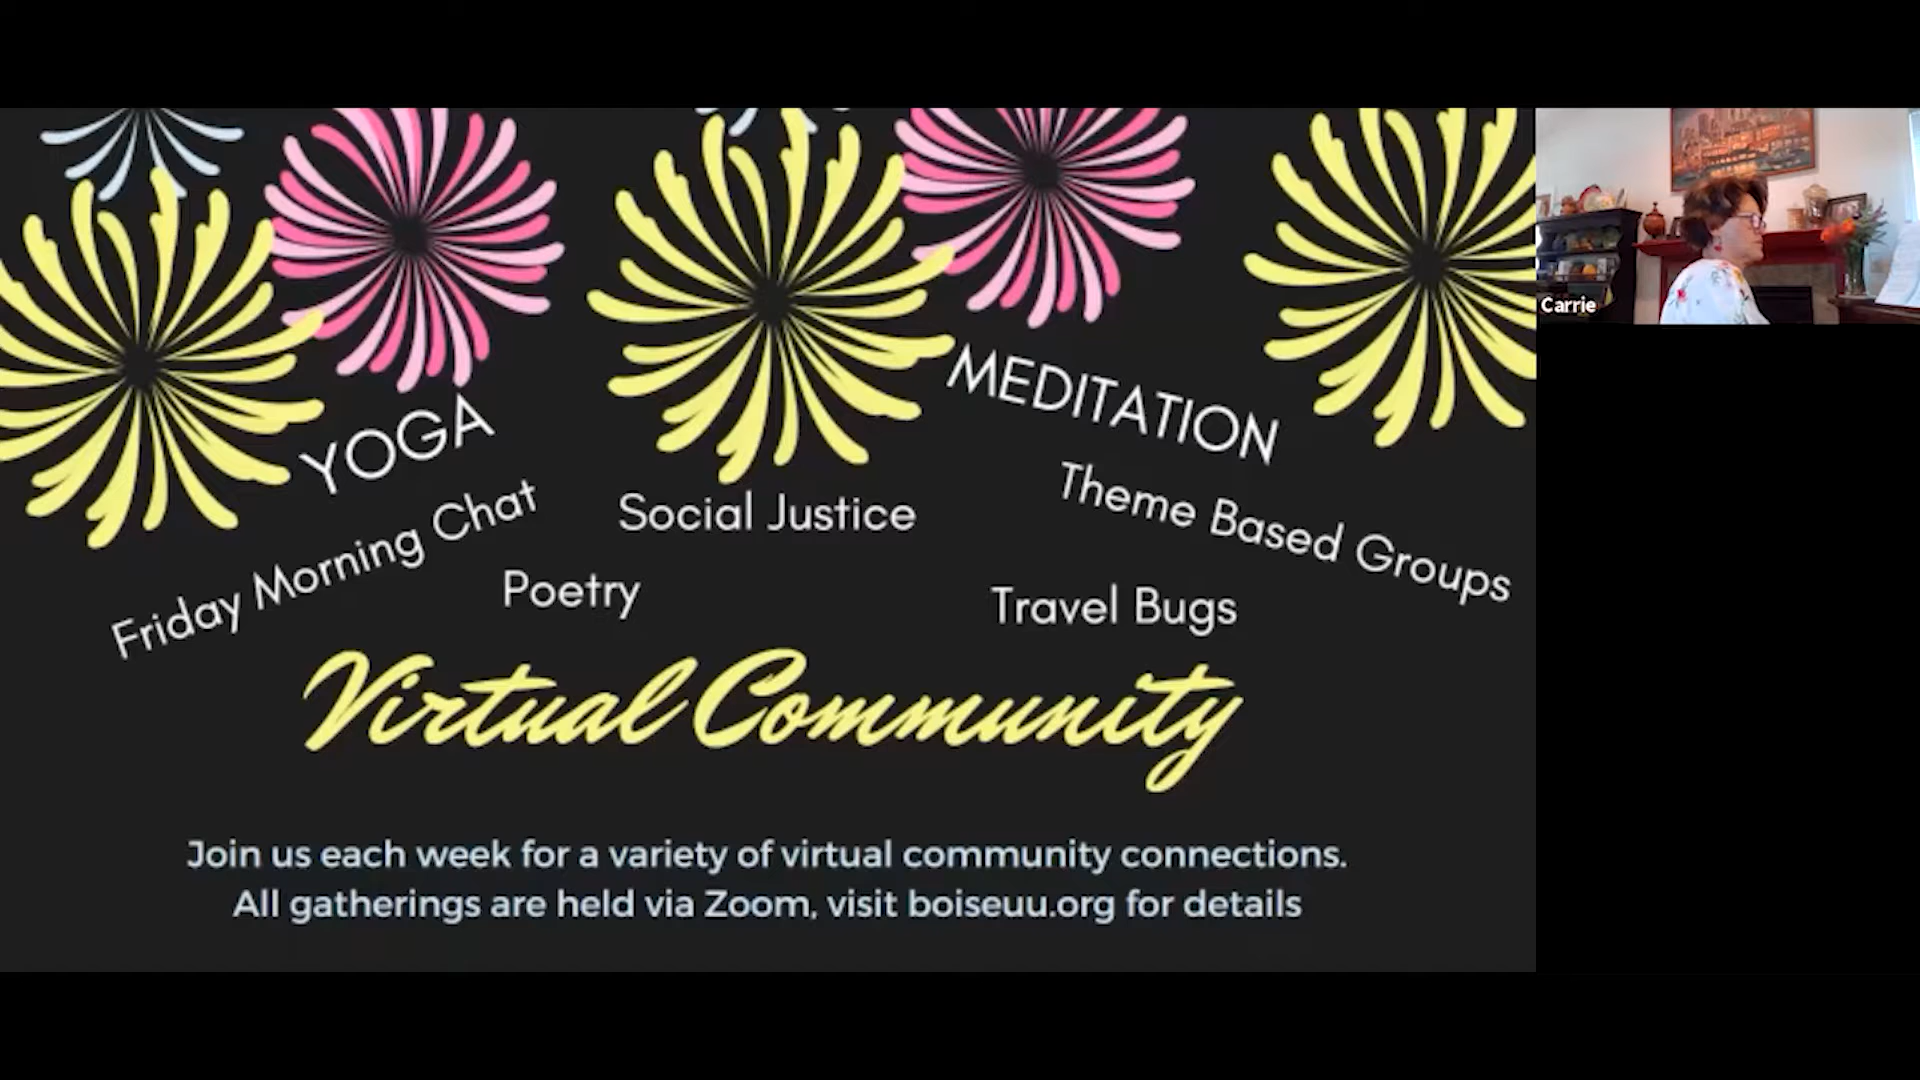 YOGA
MEDITATION
Friday Morning Chat
Social Justice
Theme Based Groups
Poetry
Travel Bugs
Virtual Community
Join us each week for a variety of virtual community connections.
All gatherings are held via Zoom, visit boiseuu.org for details
Carrie